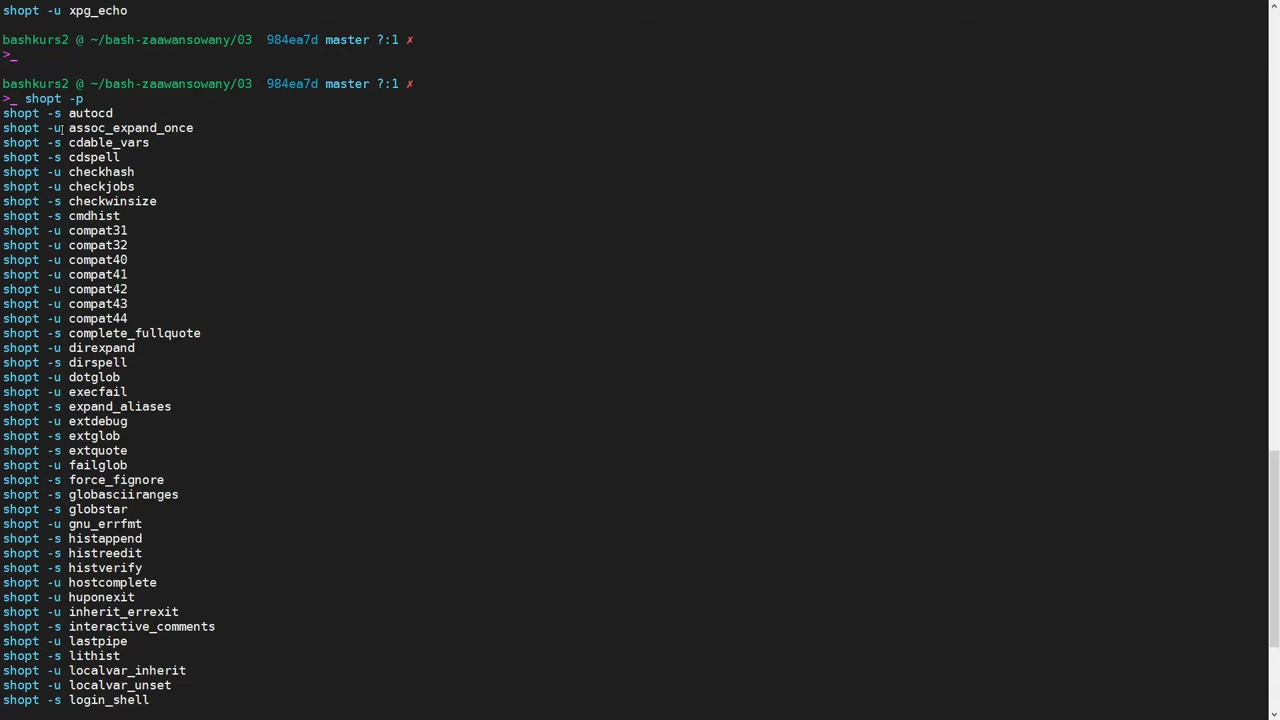 shopt -u xpg_echo
bashkurs2 @ ~/bash-zaawansowany/03  984ea7d master ?:1 ✗
>_
bashkurs2 @ ~/bash-zaawansowany/03  984ea7d master ?:1 ✗
>_ shopt -p
shopt -s autocd
shopt -u assoc_expand_once
shopt -s cdable_vars
shopt -s cdspell
shopt -u checkhash
shopt -u checkjobs
shopt -s checkwinsize
shopt -s cmdhist
shopt -u compat31
shopt -u compat32
shopt -u compat40
shopt -u compat41
shopt -u compat42
shopt -u compat43
shopt -u compat44
shopt -s complete_fullquote
shopt -u direxpand
shopt -s dirspell
shopt -u dotglob
shopt -u execfail
shopt -s expand_aliases
shopt -u extdebug
shopt -s extglob
shopt -s extquote
shopt -u failglob
shopt -s force_fignore
shopt -s globasciiranges
shopt -s globstar
shopt -u gnu_errfmt
shopt -s histappend
shopt -s histreedit
shopt -s histverify
shopt -u hostcomplete
shopt -u huponexit
shopt -u inherit_errexit
shopt -s interactive_comments
shopt -u lastpipe
shopt -s lithist
shopt -u localvar_inherit
shopt -u localvar_unset
shopt -s login_shell